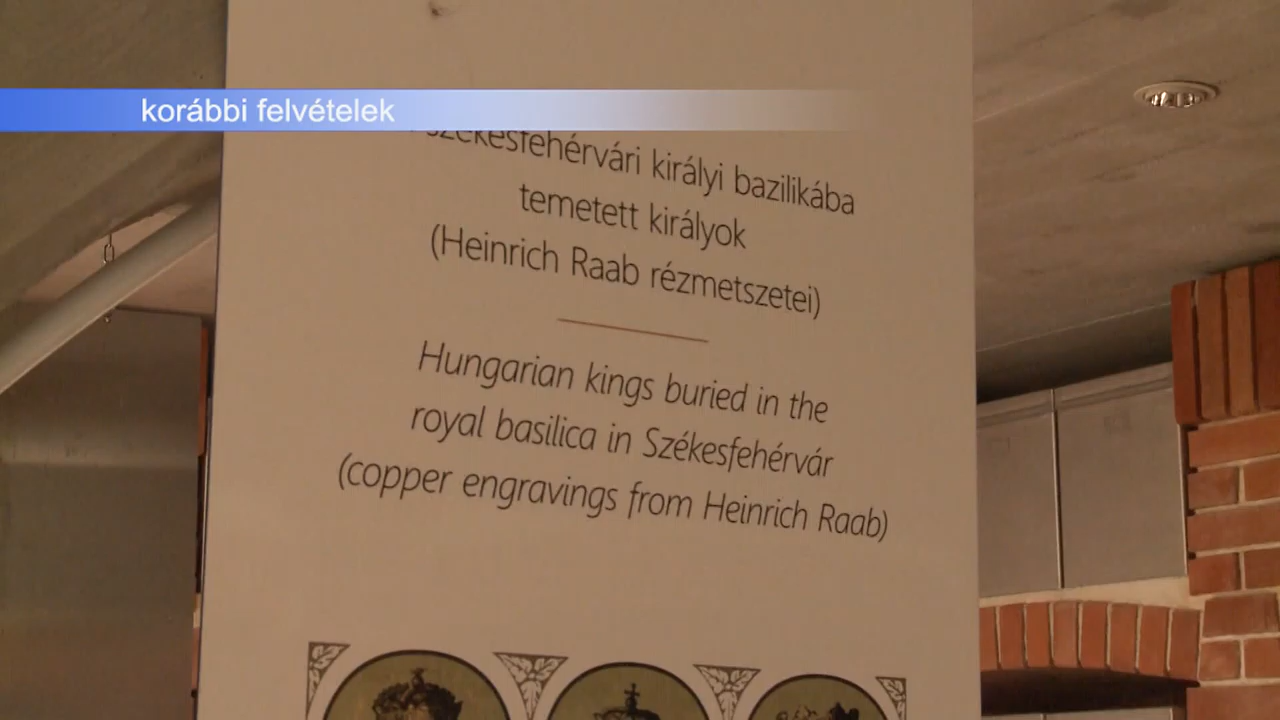 korábbi felvételek
székesfehérvári királyi bazilikába
temetett királyok
(Heinrich Raab rézmetszetei)
Hungarian kings buried in the
royal basilica in Székesfehérvár
(copper engravings from Heinrich Raab)